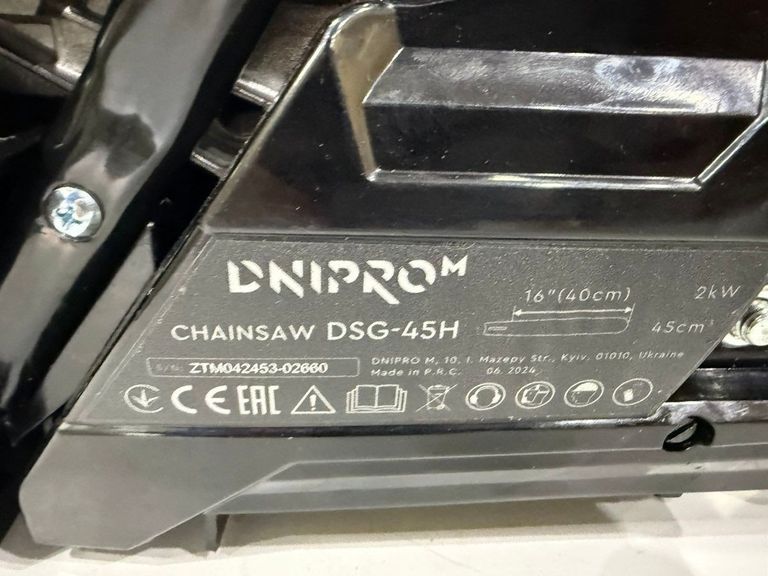 DNIPRO M
16"(40cm)
2kW
CHAINSAW DSG-45H
45cm³
S/N: ZTM042453-02660
DNIPRO M, 10, I. Mazepy Str., Kyiv, 01010, Ukraine
Made in P.R.C. 06.2024
CE EAC